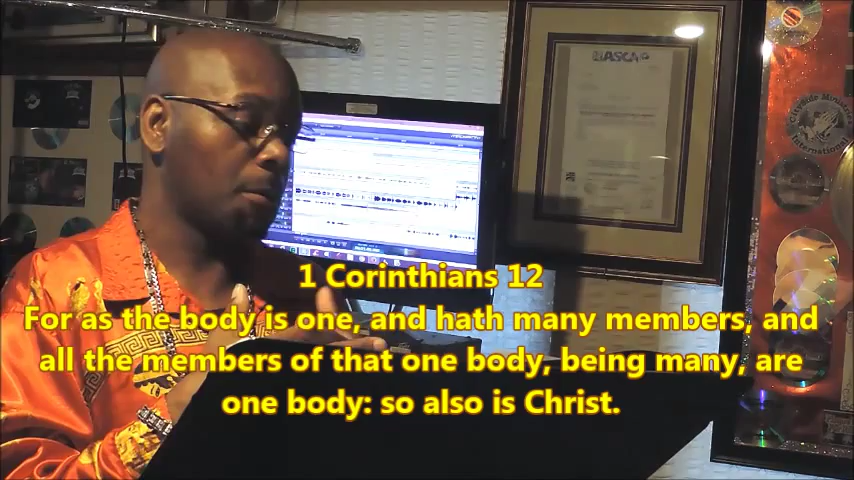 ASCAP
1 Corinthians 12
For as the body is one, and hath many members, and
all the members of that one body, being many, are
one body: so also is Christ.